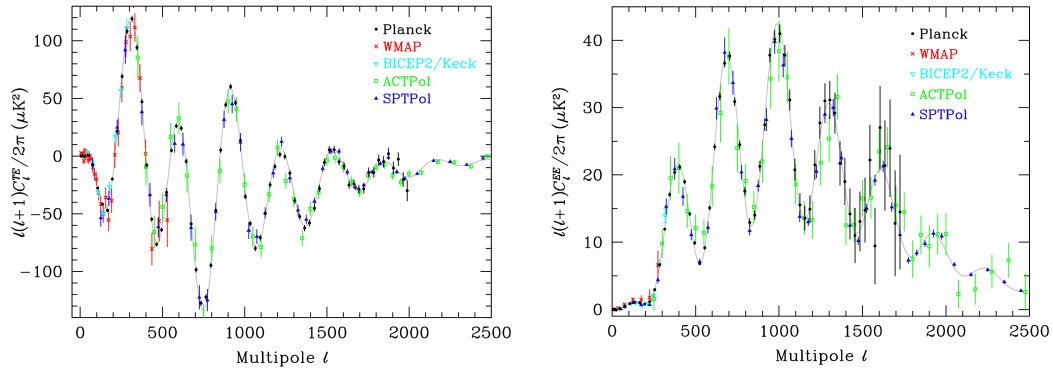 100
50
0
−50
−100
l(l+1)C_l^{TE}/2π (μK²)
Planck
WMAP
BICEP2/Keck
ACTPol
SPTPol
0 500 1000 1500 2000 2500
Multipole l
40
30
20
10
0
l(l+1)C_l^{EE}/2π (μK²)
Planck
WMAP
BICEP2/Keck
ACTPol
SPTPol
0 500 1000 1500 2000 2500
Multipole l